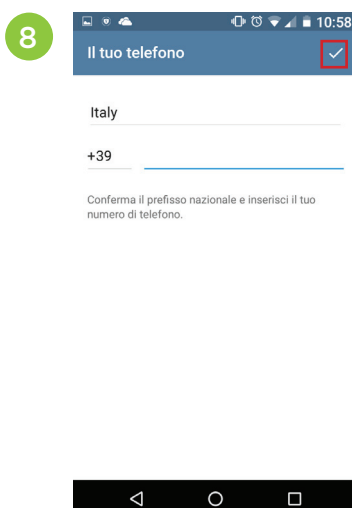 8
10:58
Il tuo telefono
Italy
+39
Conferma il prefisso nazionale e inserisci il tuo
numero di telefono.